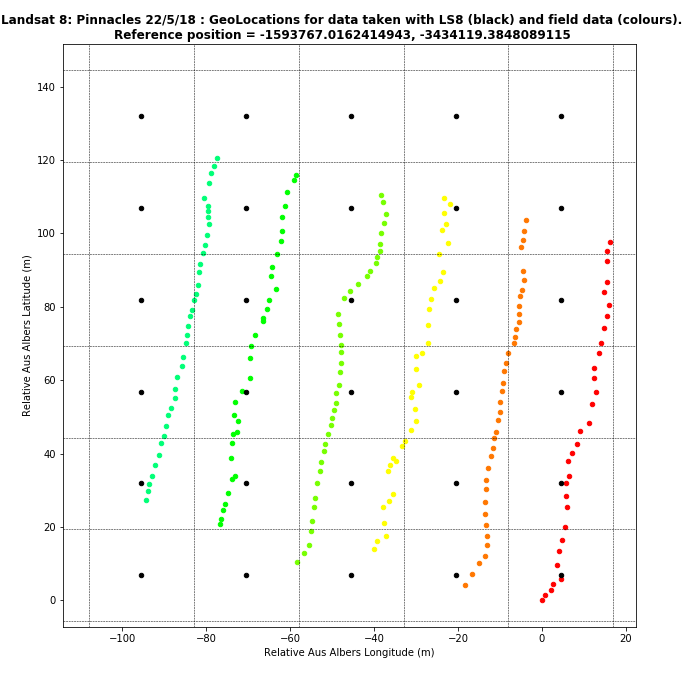 Landsat 8: Pinnacles 22/5/18 : GeoLocations for data taken with LS8 (black) and field data (colours).
Reference position = -1593767.0162414943, -3434119.3848089115
140
120
100
80
60
40
20
0
Relative Aus Albers Latitude (m)
−100 −80 −60 −40 −20 0 20
Relative Aus Albers Longitude (m)